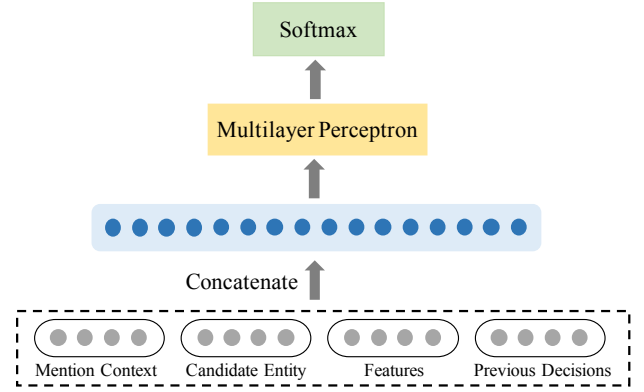 Softmax
Multilayer Perceptron
Concatenate
Mention Context Candidate Entity Features Previous Decisions